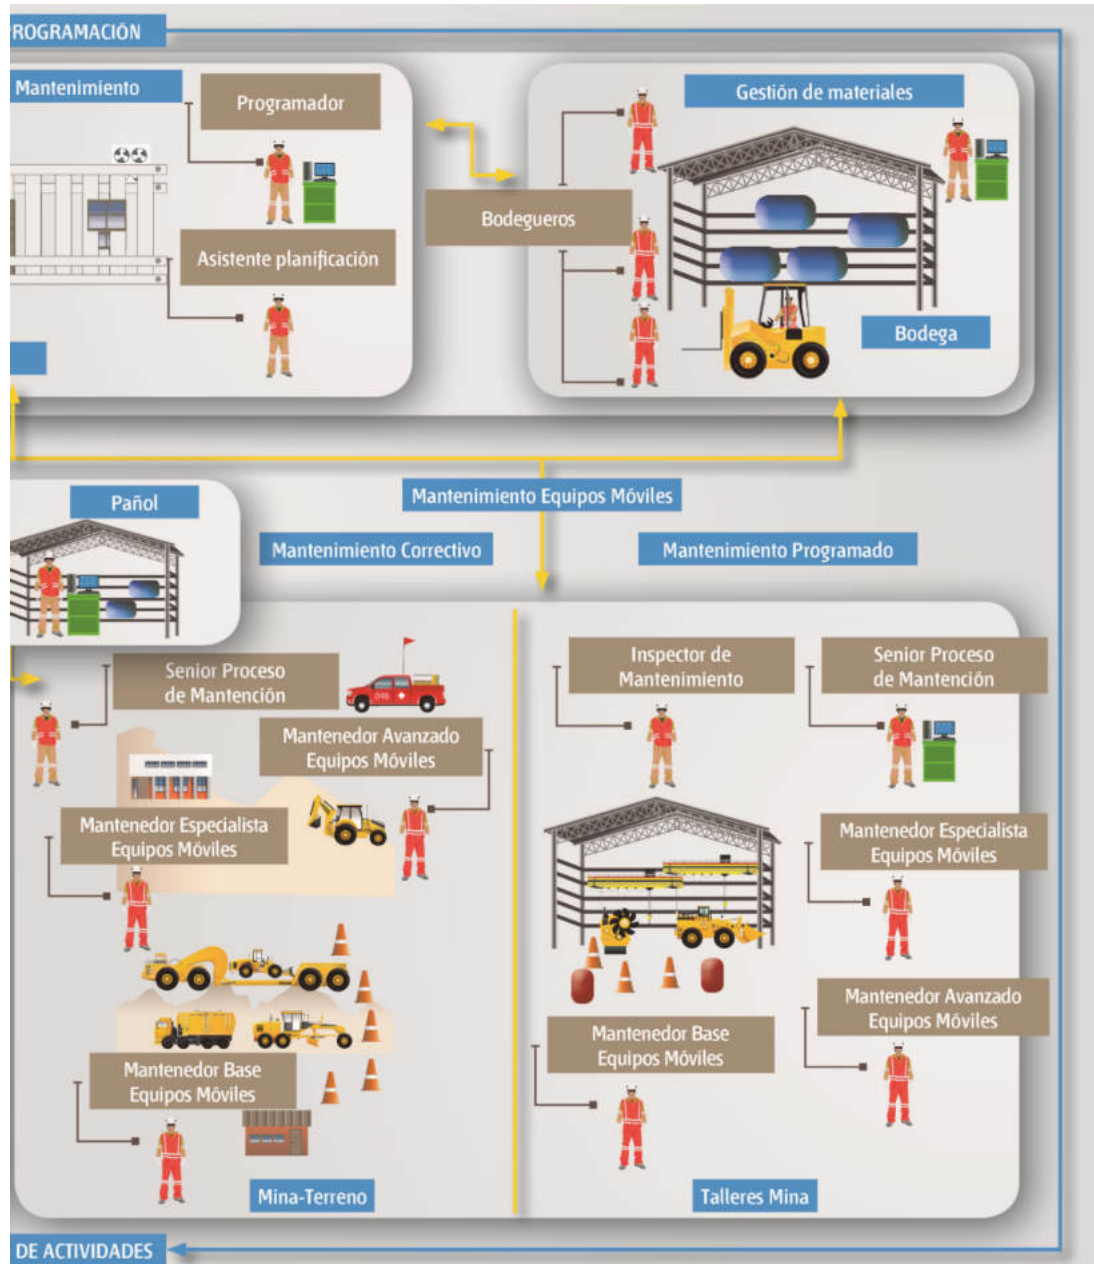 PROGRAMACIÓN
Mantenimiento
Programador
Asistente planificación
Gestión de materiales
Bodegueros
Bodega
Mantenimiento Equipos Móviles
Pañol
Mantenimiento Correctivo
Mantenimiento Programado
Senior Proceso
de Mantención
D16
Mantenedor Avanzado
Equipos Móviles
Mantenedor Especialista
Equipos Móviles
Mantenedor Base
Equipos Móviles
Mina-Terreno
Inspector de
Mantenimiento
Senior Proceso
de Mantención
Mantenedor Especialista
Equipos Móviles
Mantenedor Avanzado
Equipos Móviles
Mantenedor Base
Equipos Móviles
Talleres Mina
DE ACTIVIDADES